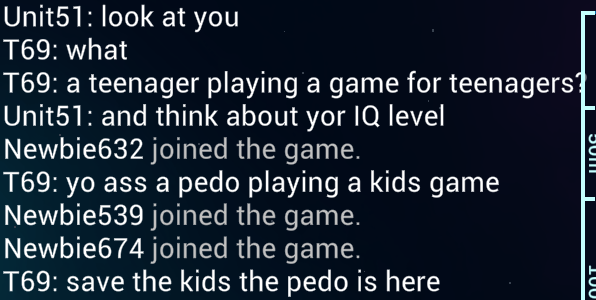 Unit51: look at you
T69: what
T69: a teenager playing a game for teenagers?
Unit51: and think about yor IQ level
Newbie632 joined the game.
T69: yo ass a pedo playing a kids game
Newbie539 joined the game.
Newbie674 joined the game.
T69: save the kids the pedo is here